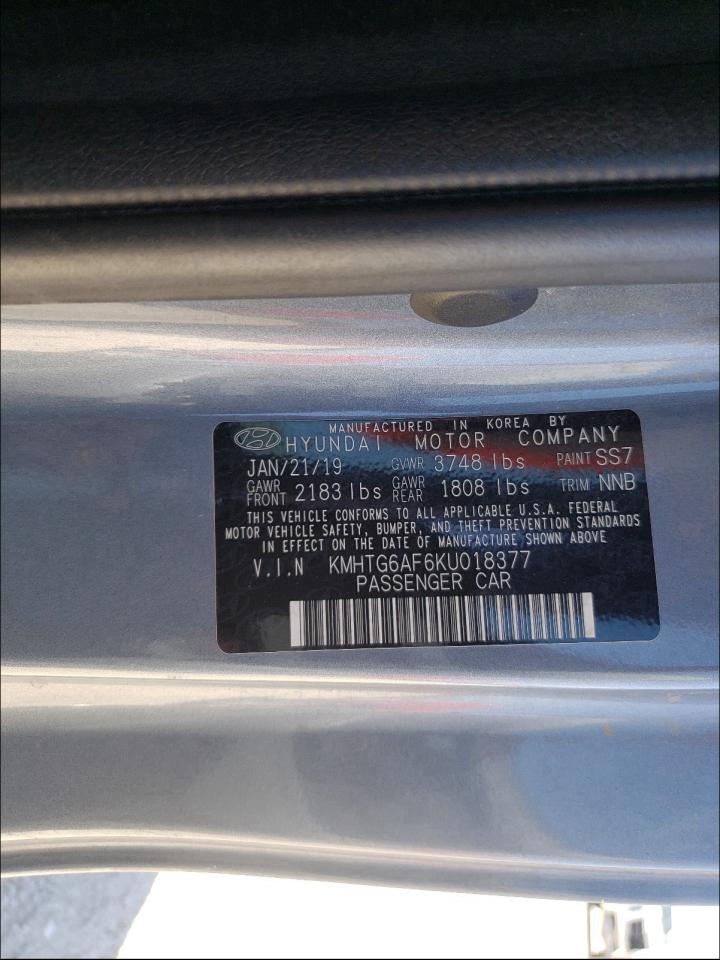 MANUFACTURED IN KOREA BY
HYUNDAI MOTOR COMPANY
JAN/21/19 GVWR 3748 lbs PAINT SS7
GAWR FRONT 2183 lbs GAWR REAR 1808 lbs TRIM NNB
THIS VEHICLE CONFORMS TO ALL APPLICABLE U.S.A. FEDERAL
MOTOR VEHICLE SAFETY, BUMPER, AND THEFT PREVENTION STANDARDS
IN EFFECT ON THE DATE OF MANUFACTURE SHOWN ABOVE
V.I.N KMHTG6AF6KU018377
PASSENGER CAR